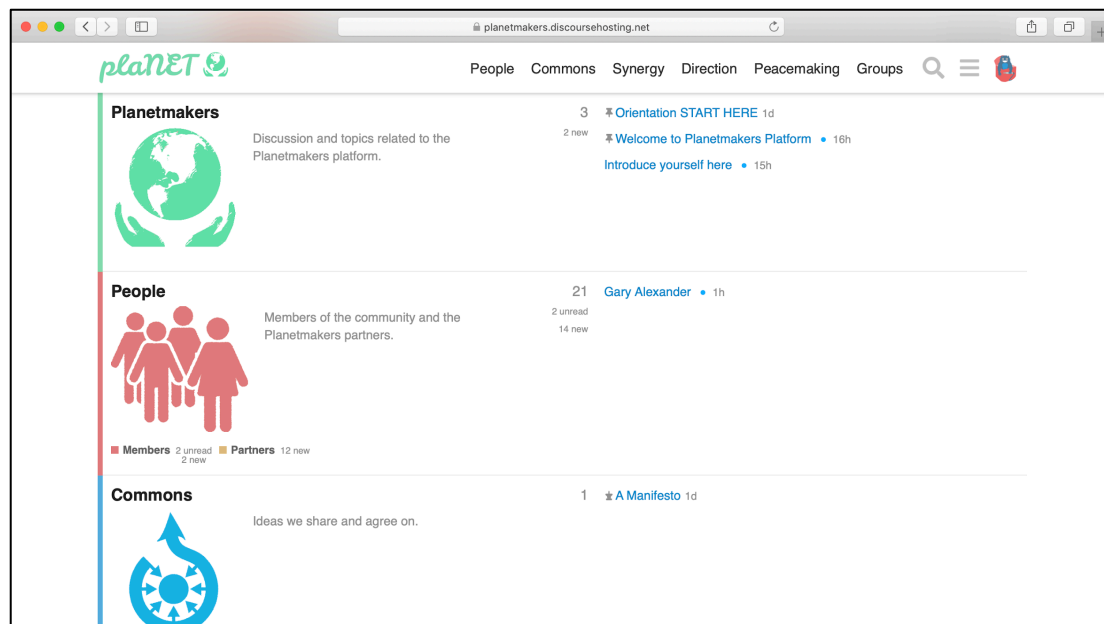 planetmakers.discoursehosting.net
plaNET
People Commons Synergy Direction Peacemaking Groups
Planetmakers
Discussion and topics related to the
Planetmakers platform.
3
2 new
Orientation START HERE 1d
Welcome to Planetmakers Platform 16h
Introduce yourself here 15h
People
Members of the community and the
Planetmakers partners.
21
2 unread
14 new
Gary Alexander 1h
Members 2 unread Partners 12 new
2 new
Commons
Ideas we share and agree on.
1
A Manifesto 1d